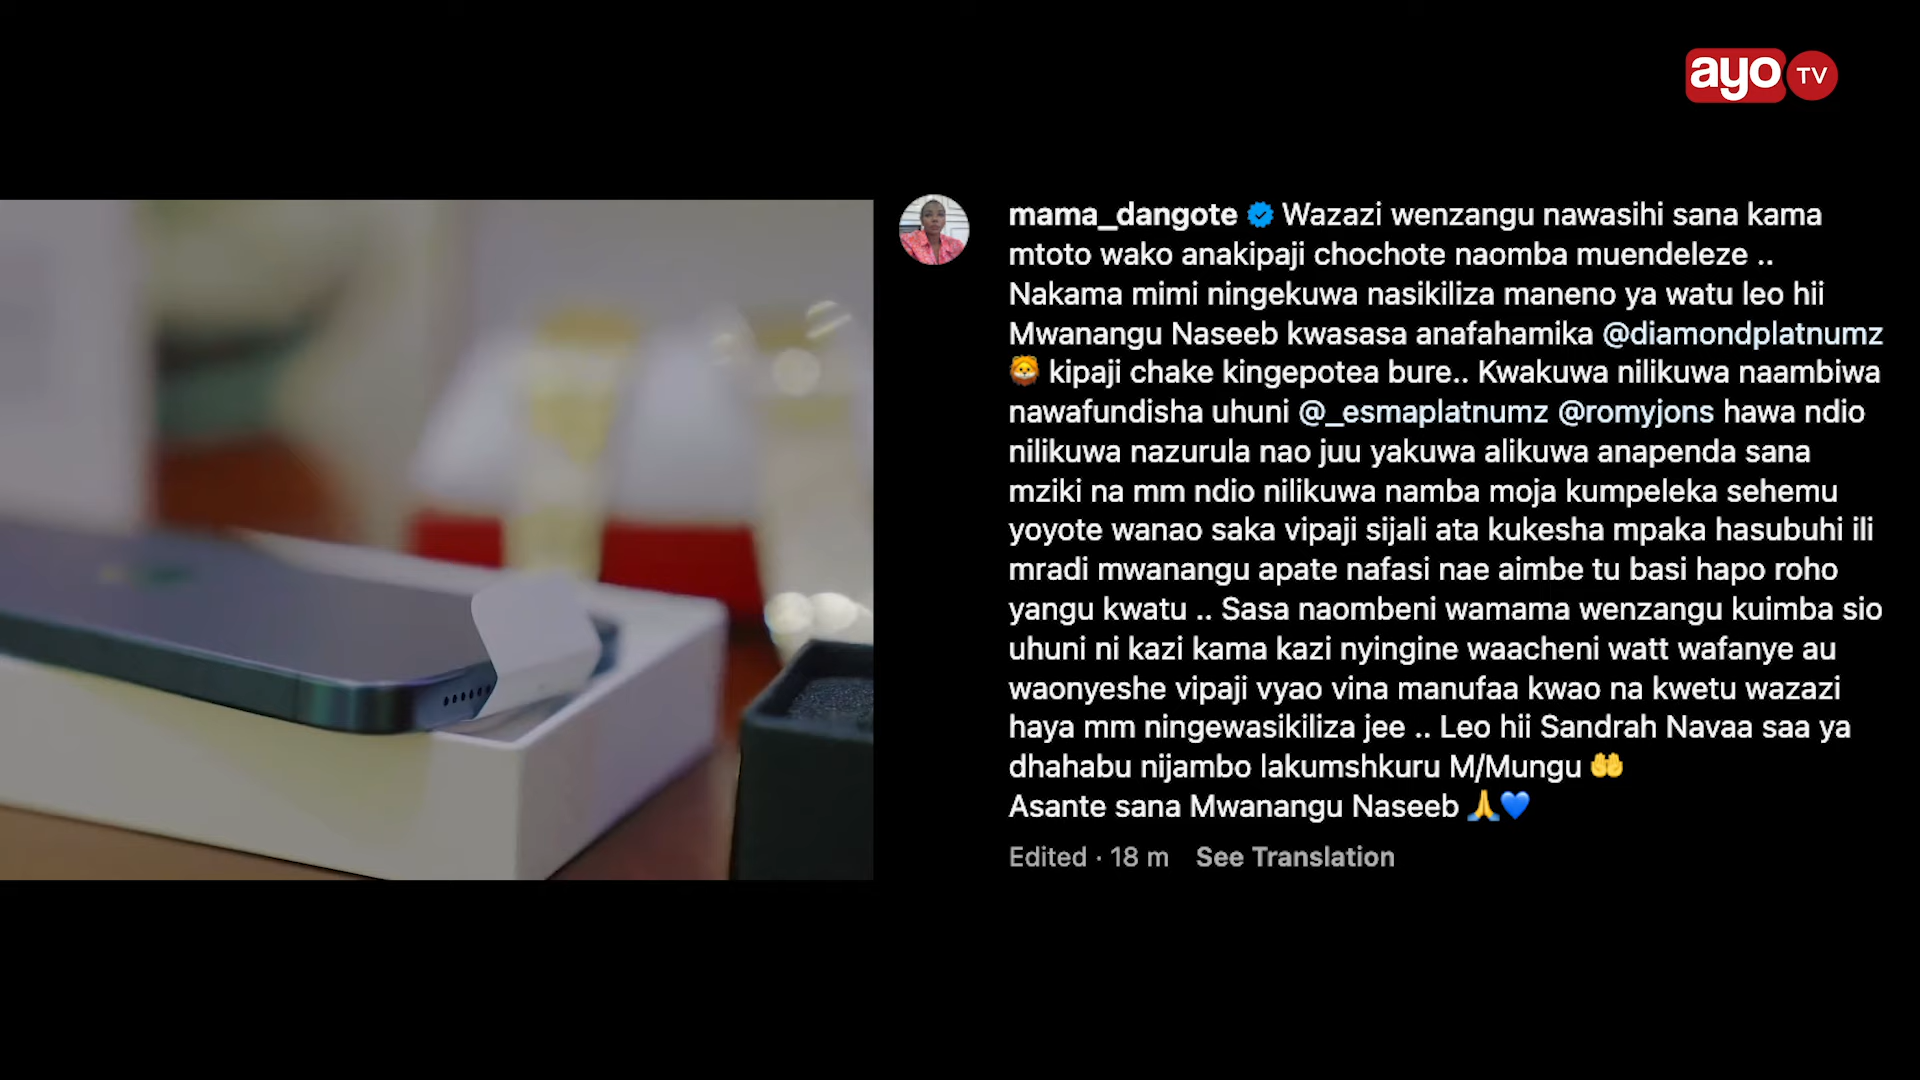 ayo TV
mama_dangote Wazazi wenzangu nawasihi sana kama
mtoto wako anakipaji chochote naomba muendeleze ..
Nakama mimi ningekuwa nasikiliza maneno ya watu leo hii
Mwanangu Naseeb kwasasa anafahamika @diamondplatnumz
🦁 kipaji chake kingepotea bure.. Kwakuwa nilikuwa naambiwa
nawafundisha uhuni @_esmaplatnumz @romyjons hawa ndio
nilikuwa nazurula nao juu yakuwa alikuwa anapenda sana
mziki na mm ndio nilikuwa namba moja kumpeleka sehemu
yoyote wanao saka vipaji sijali ata kukesha mpaka hasubuhi ili
mradi mwanangu apate nafasi nae aimbe tu basi hapo roho
yangu kwatu .. Sasa naombeni wamama wenzangu kuimba sio
uhuni ni kazi kama kazi nyingine waacheni watt wafanye au
waonyeshe vipaji vyao vina manufaa kwao na kwetu wazazi
haya mm ningewasikiliza jee .. Leo hii Sandrah Navaa saa ya
dhahabu nijambo lakumshkuru M/Mungu 🤲
Asante sana Mwanangu Naseeb 🙏💙
Edited · 18 m See Translation